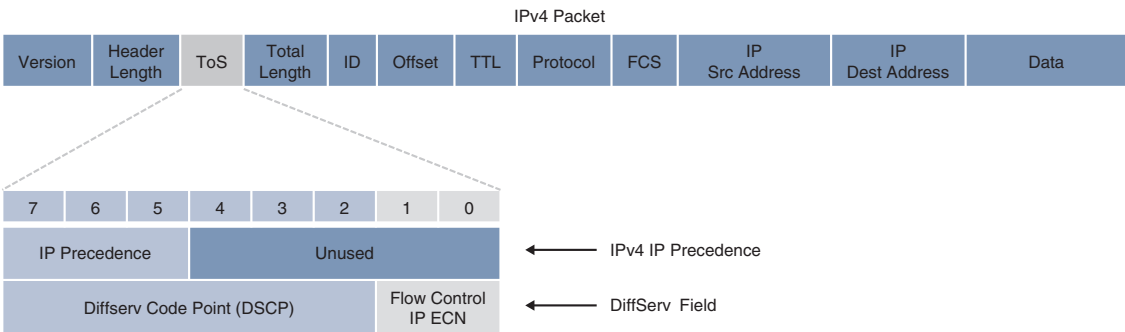 IPv4 Packet
Version Header Length ToS Total Length ID Offset TTL Protocol FCS IP Src Address IP Dest Address Data
7 6 5 4 3 2 1 0
IP Precedence Unused IPv4 IP Precedence
Diffserv Code Point (DSCP) Flow Control IP ECN DiffServ Field